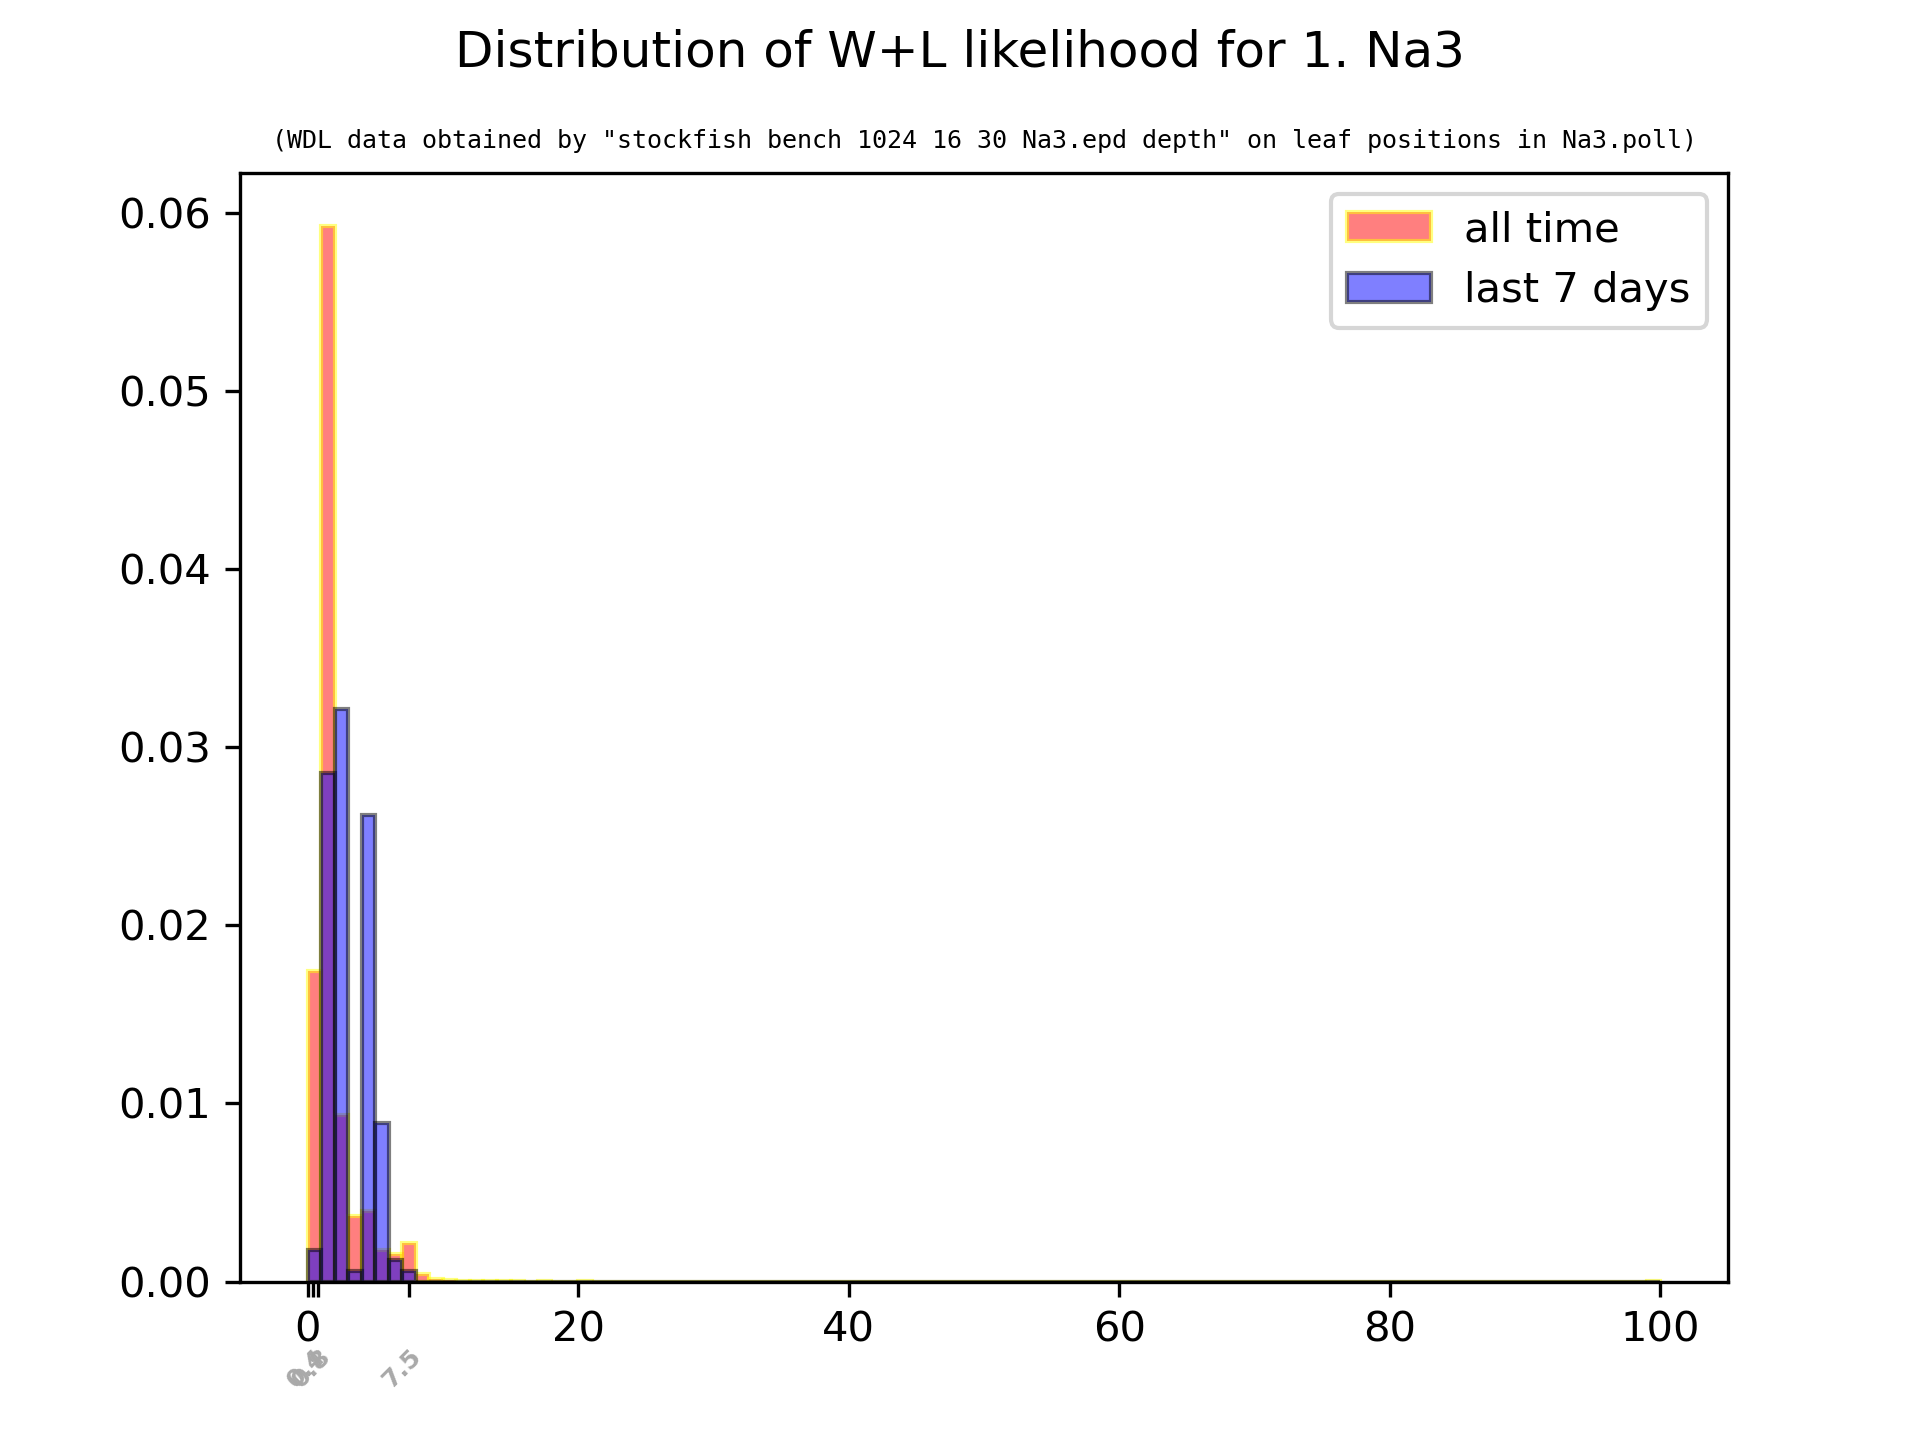 Distribution of W+L likelihood for 1. Na3
(WDL data obtained by "stockfish bench 1024 16 30 Na3.epd depth" on leaf positions in Na3.poll)
all time
last 7 days
0.06
0.05
0.04
0.03
0.02
0.01
0.00
0 20 40 60 80 100
7.5